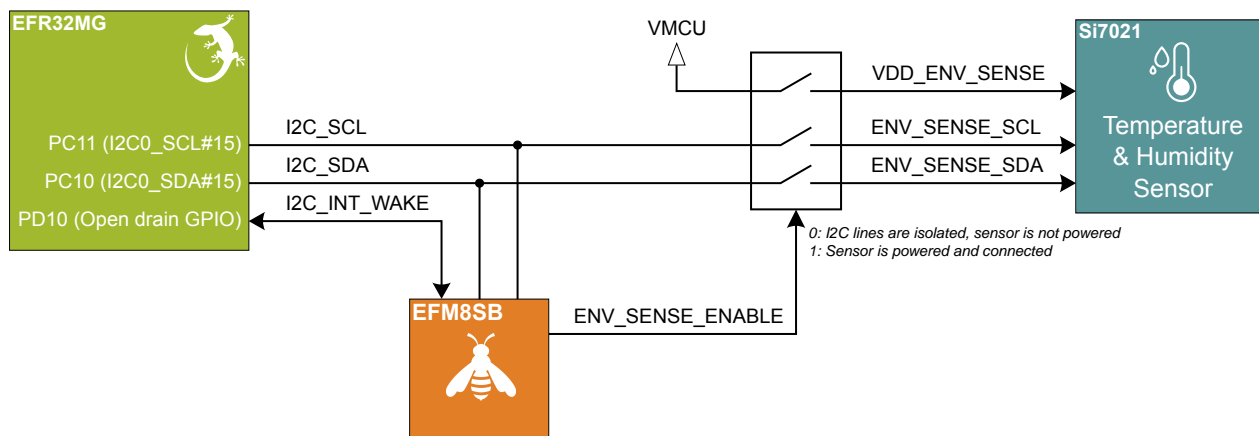 EFR32MG
PC11 (I2C0_SCL#15)
PC10 (I2C0_SDA#15)
PD10 (Open drain GPIO)
I2C_SCL
I2C_SDA
I2C_INT_WAKE
EFM8SB
ENV_SENSE_ENABLE
VMCU
VDD_ENV_SENSE
ENV_SENSE_SCL
ENV_SENSE_SDA
0: I2C lines are isolated, sensor is not powered
1: Sensor is powered and connected
Si7021
Temperature
& Humidity
Sensor